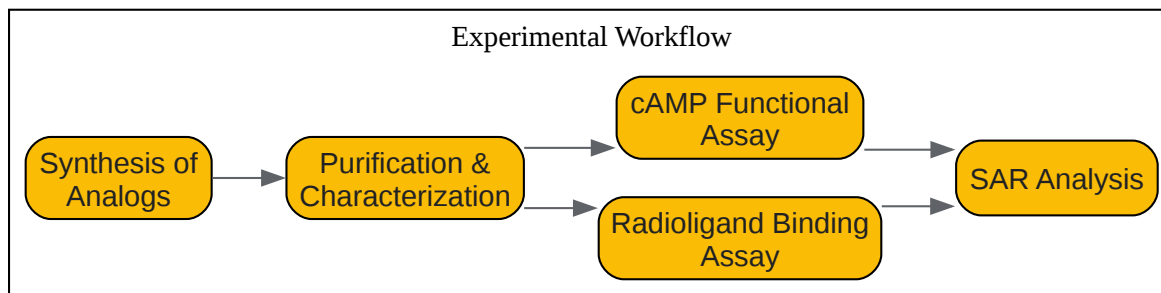 Experimental Workflow
Synthesis of
Analogs
Purification &
Characterization
cAMP Functional
Assay
Radioligand Binding
Assay
SAR Analysis